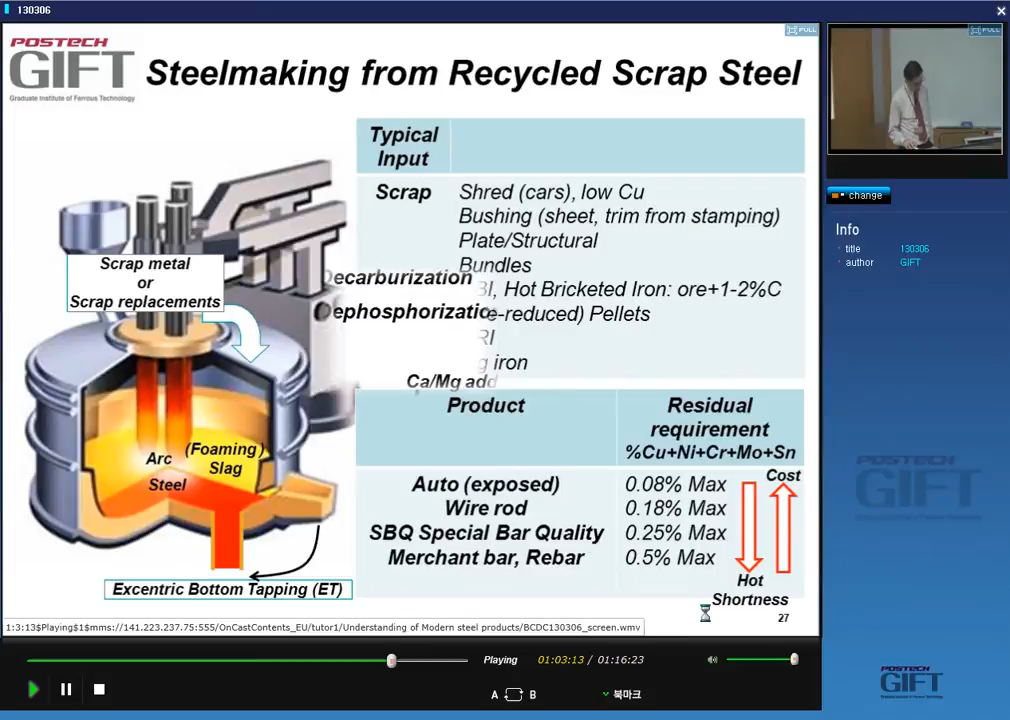 130306
POSTECH
GIFT
Graduate Institute of Ferrous Technology
Steelmaking from Recycled Scrap Steel
FULL
Typical
Input
Scrap
Shred (cars), low Cu
Bushing (sheet, trim from stamping)
Plate/Structural
Bundles
BI, Hot Bricketed Iron: ore+1-2%C
e-reduced) Pellets
RI
g iron
Scrap metal
or
Scrap replacements
Decarburization
Dephosphorizatio
Ca/Mg add
Arc
(Foaming)
Slag
Steel
Excentric Bottom Tapping (ET)
Product
Residual
requirement
%Cu+Ni+Cr+Mo+Sn
Auto (exposed) 0.08% Max
Wire rod 0.18% Max
SBQ Special Bar Quality 0.25% Max
Merchant bar, Rebar 0.5% Max
Cost
Hot
Shortness
27
1:3:13$Playing$1$mms://141.223.237.75:555/OnCastContents_EU/tutor1/Understanding of Modern steel products/BCDC130306_screen.wmv
Playing 01:03:13 / 01:16:23
A B
북마크
FULL
change
Info
title 130306
author GIFT
POSTECH
GIFT
POSTECH
GIFT